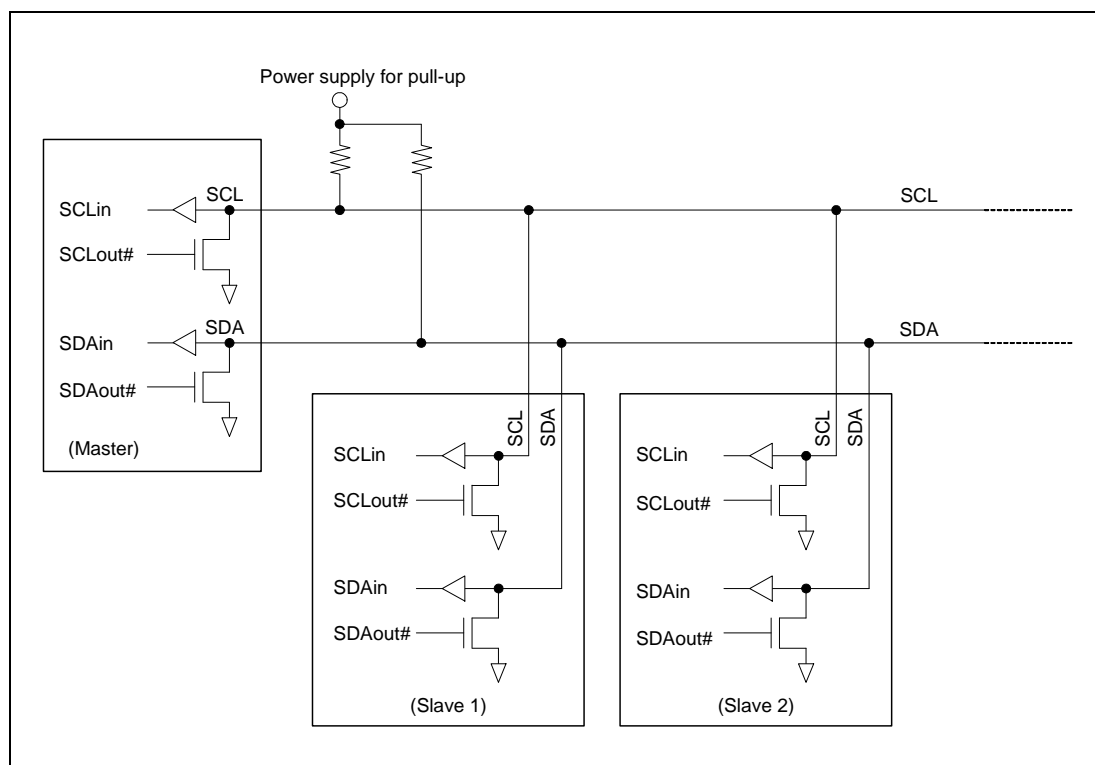 Power supply for pull-up
SCL
SCLin
SCLout#
SDA
SDAin
SDAout#
(Master)
SCL
SDA
SCL
SDA
SCLin
SCLout#
SDAin
SDAout#
(Slave 1)
SCL
SDA
SCLin
SCLout#
SDAin
SDAout#
(Slave 2)